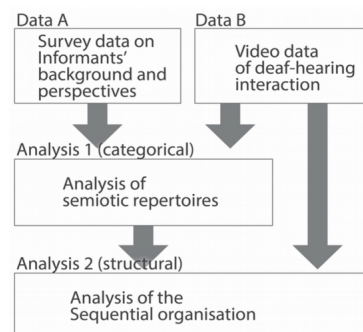 Data A
Data B
Survey data on
Informants'
background and
perspectives
Video data
of deaf-hearing
interaction
Analysis 1 (categorical)
Analysis of
semiotic repertoires
Analysis 2 (structural)
Analysis of the
Sequential organisation